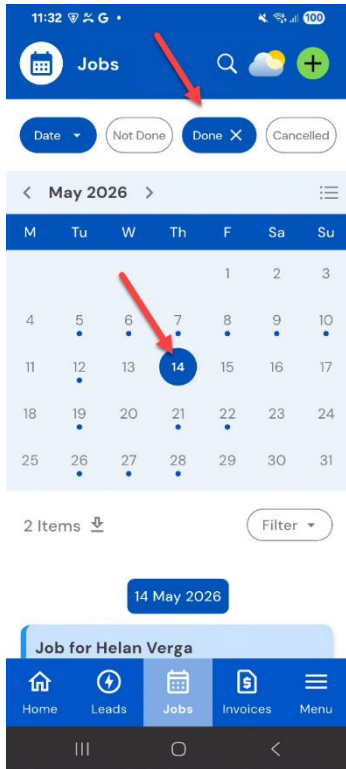 11:32 G
100
Jobs
Date Not Done Done Cancelled
May 2026
M Tu W Th F Sa Su
1 2 3
4 5 6 7 8 9 10
11 12 13 14 15 16 17
18 19 20 21 22 23 24
25 26 27 28 29 30 31
2 Items Filter
14 May 2026
Job for Helan Verga
Home Leads Jobs Invoices Menu